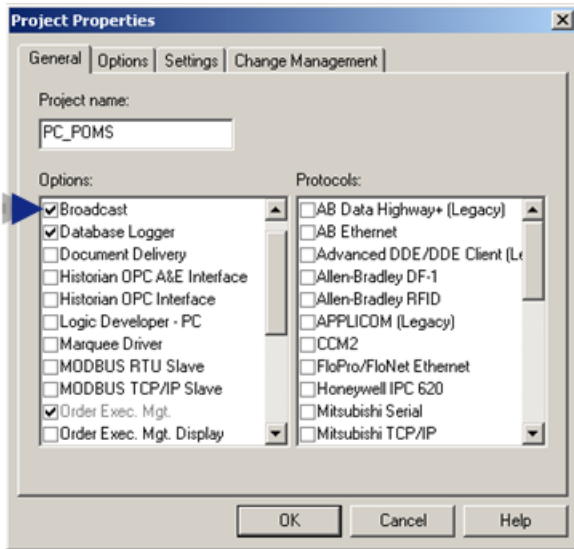 Project Properties
General Options Settings Change Management
Project name:
PC_POMS
Options:
Broadcast
Database Logger
Document Delivery
Historian OPC A&E Interface
Historian OPC Interface
Logic Developer - PC
Marquee Driver
MODBUS RTU Slave
MODBUS TCP/IP Slave
Order Exec. Mgt.
Order Exec. Mgt. Display
Protocols:
AB Data Highway+ (Legacy)
AB Ethernet
Advanced DDE/DDE Client (Le
Allen-Bradley DF-1
Allen-Bradley RFID
APPLICOM (Legacy)
CCM2
FloPro/FloNet Ethernet
Honeywell IPC 620
Mitsubishi Serial
Mitsubishi TCP/IP
OK Cancel Help